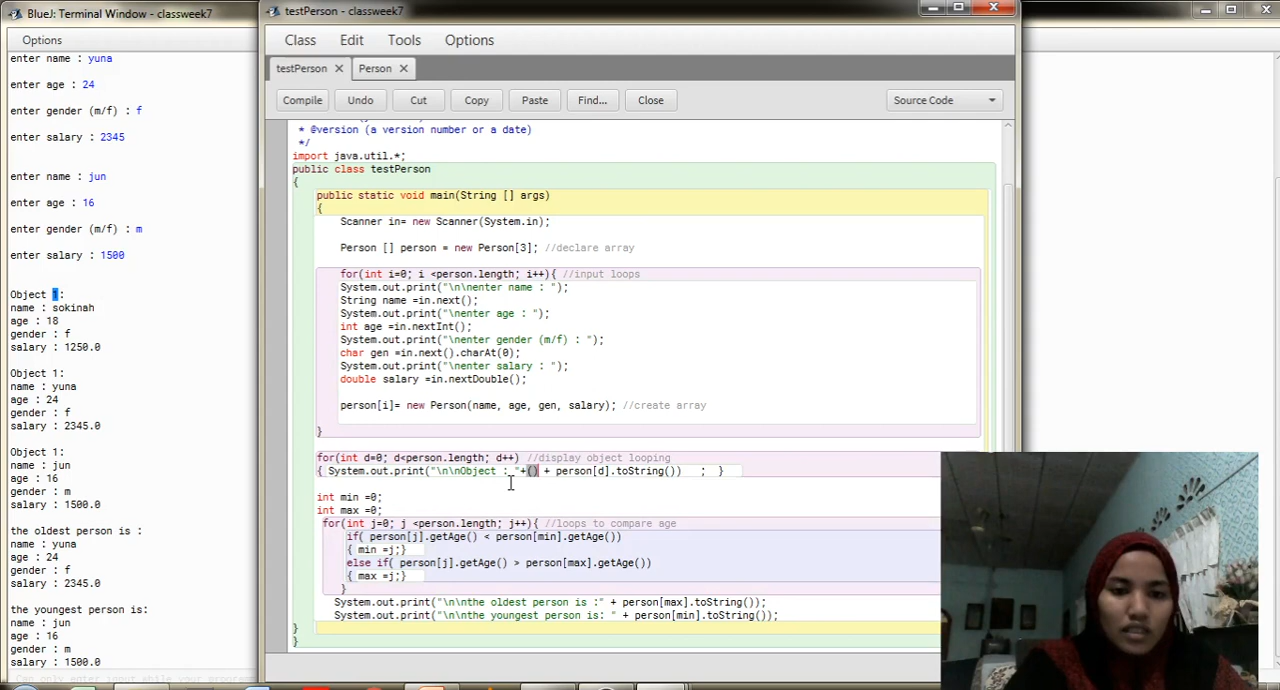 BlueJ: Terminal Window - classweek7
Options
enter name : yuna
enter age : 24
enter gender (m/f) : f
enter salary : 2345
enter name : jun
enter age : 16
enter gender (m/f) : m
enter salary : 1500
Object 1:
name : sokinah
age : 18
gender : f
salary : 1250.0
Object 1:
name : yuna
age : 24
gender : f
salary : 2345.0
Object 1:
name : jun
age : 16
gender : m
salary : 1500.0
the oldest person is :
name : yuna
age : 24
gender : f
salary : 2345.0
the youngest person is:
name : jun
age : 16
gender : m
salary : 1500.0
Can only enter input while your program
testPerson - classweek7
Class Edit Tools Options
testPerson Person
Compile Undo Cut Copy Paste Find... Close Source Code
* @version (a version number or a date)
*/
import java.util.*;
public class testPerson
{
public static void main(String [] args)
{
Scanner in= new Scanner(System.in);
Person [] person = new Person[3]; //declare array
for(int i=0; i <person.length; i++){ //input loops
System.out.print("\n\nenter name : ");
String name =in.next();
System.out.print("\nenter age : ");
int age =in.nextInt();
System.out.print("\nenter gender (m/f) : ");
char gen =in.next().charAt(0);
System.out.print("\nenter salary : ");
double salary =in.nextDouble();
person[i]= new Person(name, age, gen, salary); //create array
}
for(int d=0; d<person.length; d++) //display object looping
{ System.out.print("\n\nObject : "+() + person[d].toString()) ; }
int min =0;
int max =0;
for(int j=0; j <person.length; j++){ //loops to compare age
if( person[j].getAge() < person[min].getAge())
{ min =j;}
else if( person[j].getAge() > person[max].getAge())
{ max =j;}
}
System.out.print("\n\nthe oldest person is :" + person[max].toString());
System.out.print("\n\nthe youngest person is: " + person[min].toString());
}
}